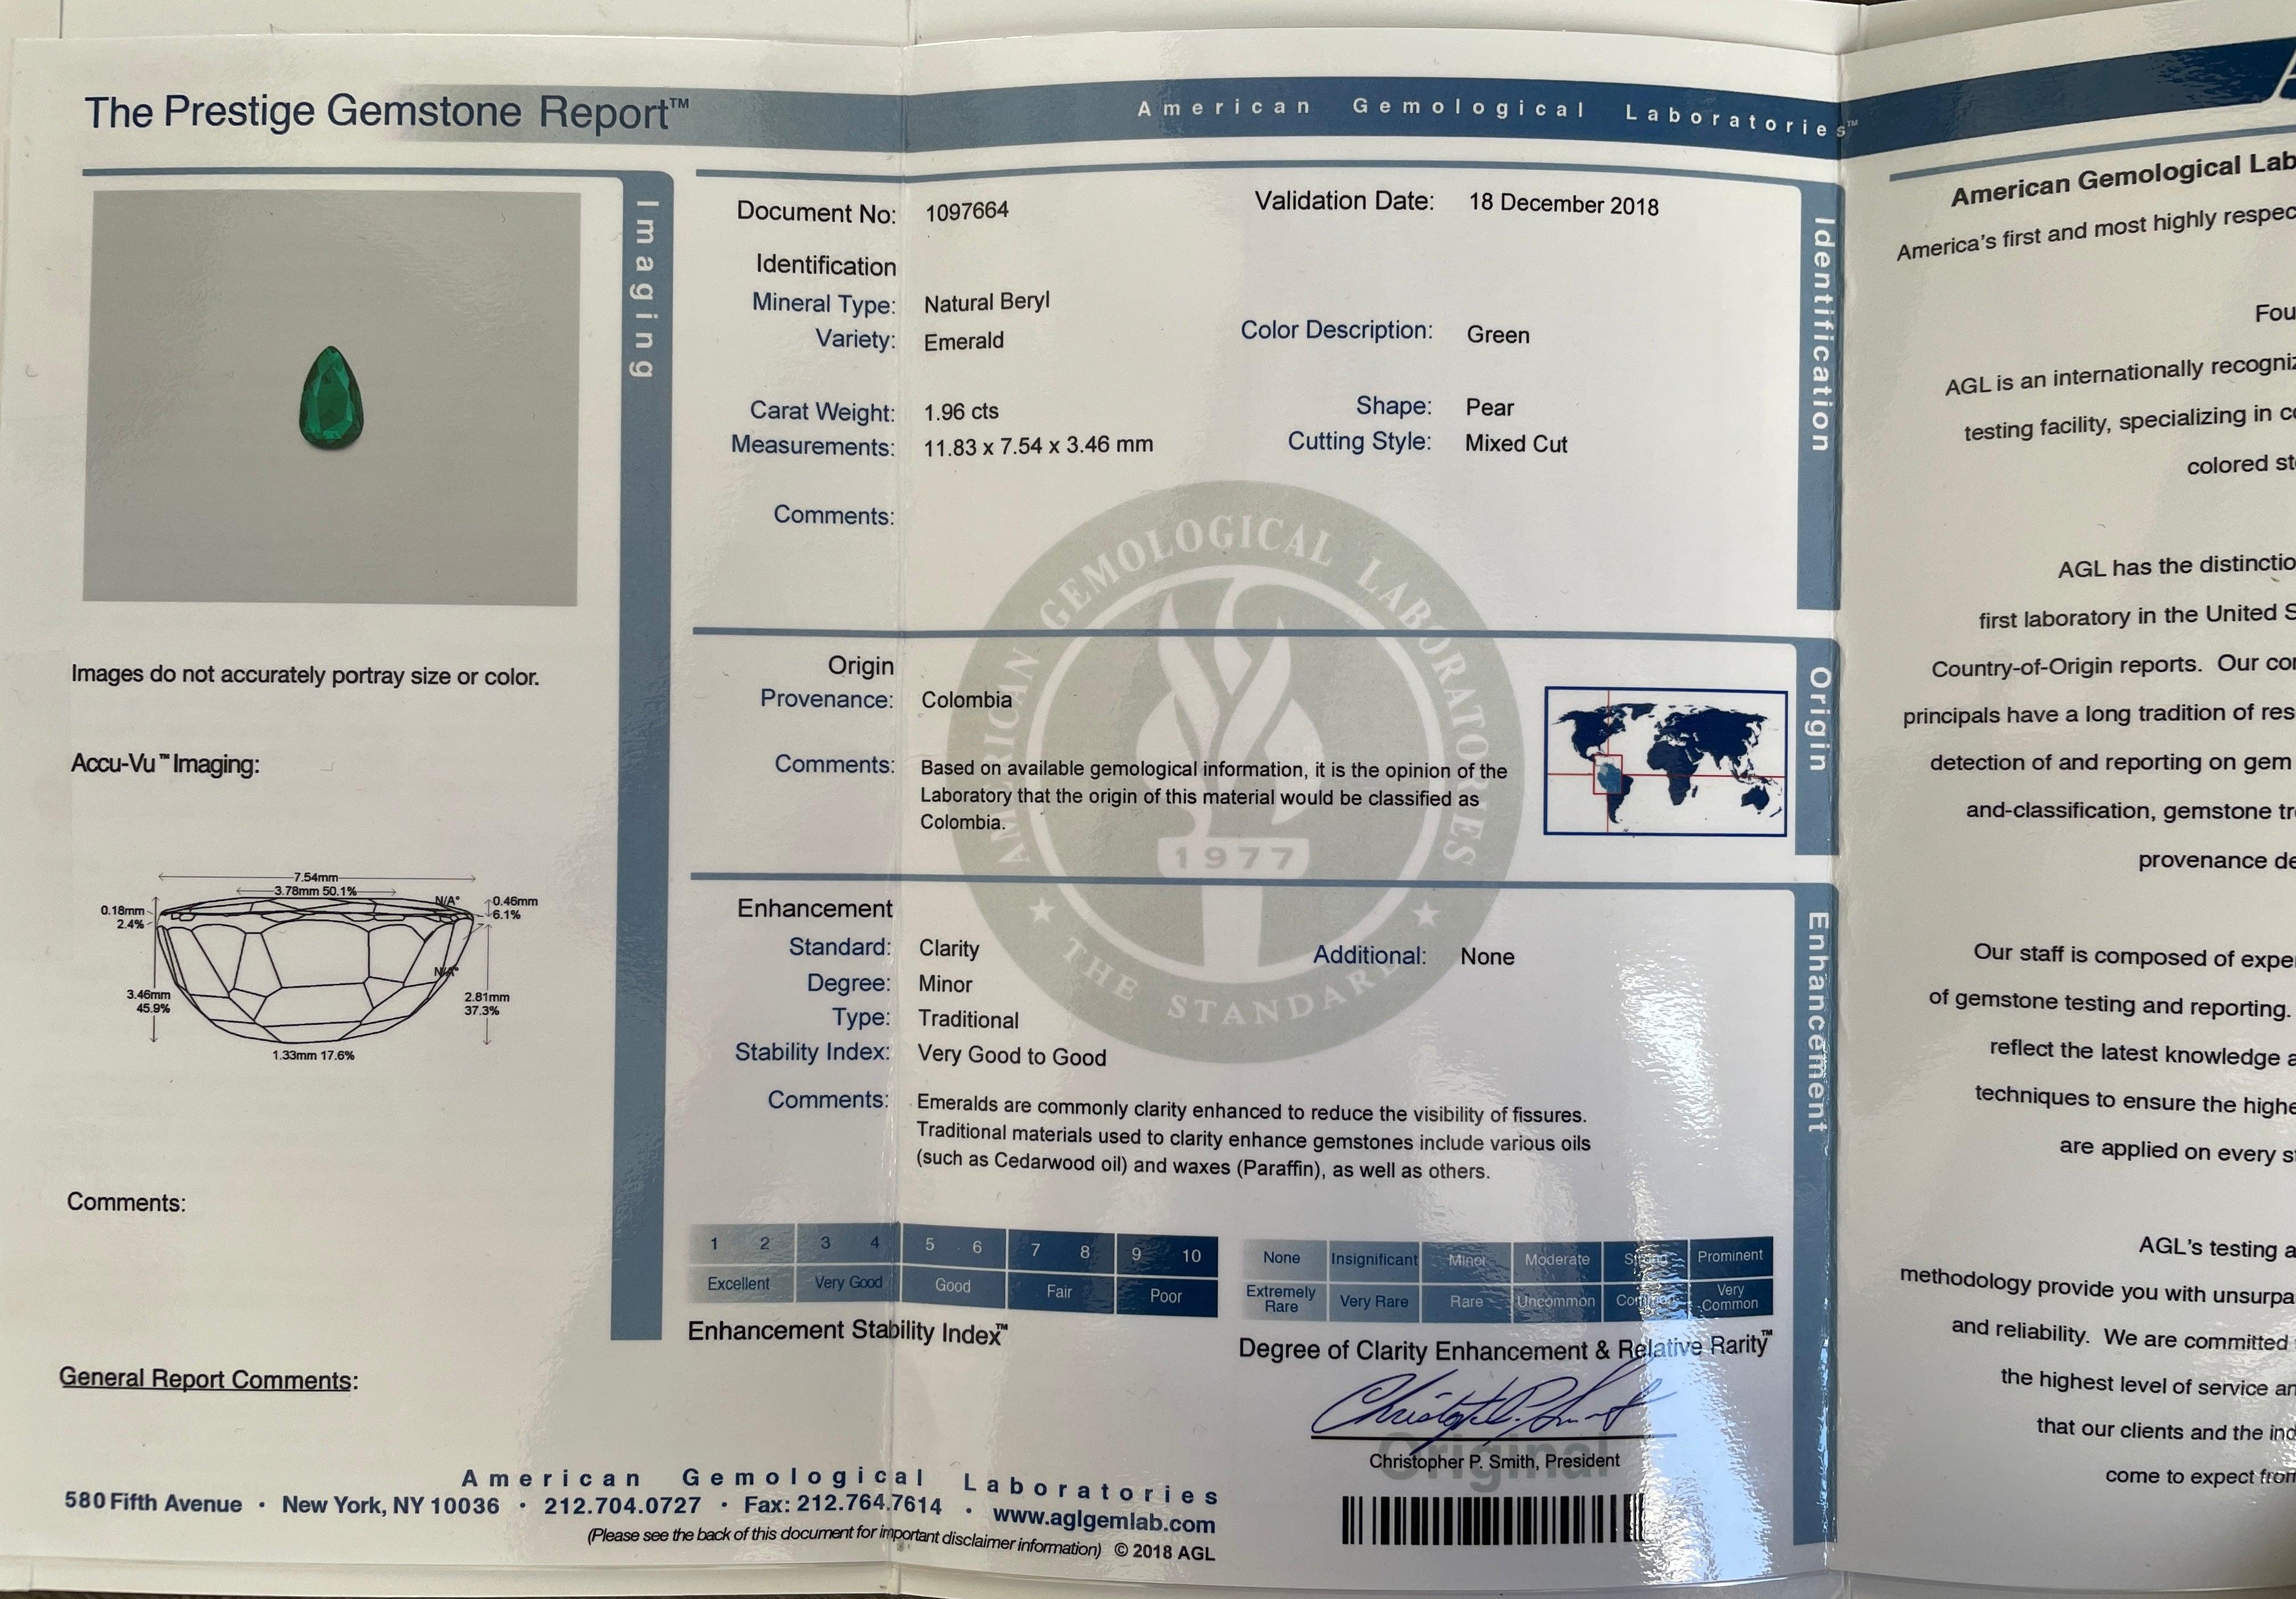 The Prestige Gemstone Report™
American Gemological Laboratories™
Imaging
Images do not accurately portray size or color.
Accu-Vu™ Imaging:
7.54mm
3.78mm 50.1%
N/A°
0.46mm
6.1%
0.18mm
2.4%
N/A°
3.46mm
45.9%
2.81mm
37.3%
1.33mm 17.6%
Comments:
General Report Comments:
Document No: 1097664
Validation Date: 18 December 2018
Identification
Mineral Type: Natural Beryl
Variety: Emerald
Color Description: Green
Carat Weight: 1.96 cts
Shape: Pear
Measurements: 11.83 x 7.54 x 3.46 mm
Cutting Style: Mixed Cut
Comments:
Identification
AMERICAN GEMOLOGICAL LABORATORIES
1977
THE STANDARD
Origin
Provenance: Colombia
Comments: Based on available gemological information, it is the opinion of the
Laboratory that the origin of this material would be classified as
Colombia.
Origin
Enhancement
Standard: Clarity
Additional: None
Degree: Minor
Type: Traditional
Stability Index: Very Good to Good
Comments: Emeralds are commonly clarity enhanced to reduce the visibility of fissures.
Traditional materials used to clarity enhance gemstones include various oils
(such as Cedarwood oil) and waxes (Paraffin), as well as others.
Enhancement
1 2 3 4 5 6 7 8 9 10
Excellent Very Good Good Fair Poor
Enhancement Stability Index™
None Insignificant Minor Moderate Strong Prominent
Extremely Rare Very Rare Rare Uncommon Common Very Common
Degree of Clarity Enhancement & Relative Rarity™
Original
Christopher P. Smith, President
American Gemological Laboratories
580 Fifth Avenue • New York, NY 10036 • 212.704.0727 • Fax: 212.764.7614 • www.aglgemlab.com
(Please see the back of this document for important disclaimer information) © 2018 AGL
American Gemological Lab
America's first and most highly respec
Fou
AGL is an internationally recogniz
testing facility, specializing in co
colored st
AGL has the distinctio
first laboratory in the United S
Country-of-Origin reports. Our con
principals have a long tradition of res
detection of and reporting on gem
and-classification, gemstone tr
provenance de
Our staff is composed of expe
of gemstone testing and reporting.
reflect the latest knowledge a
techniques to ensure the highe
are applied on every s
AGL's testing a
methodology provide you with unsurpa
and reliability. We are committed
the highest level of service an
that our clients and the ind
come to expect from